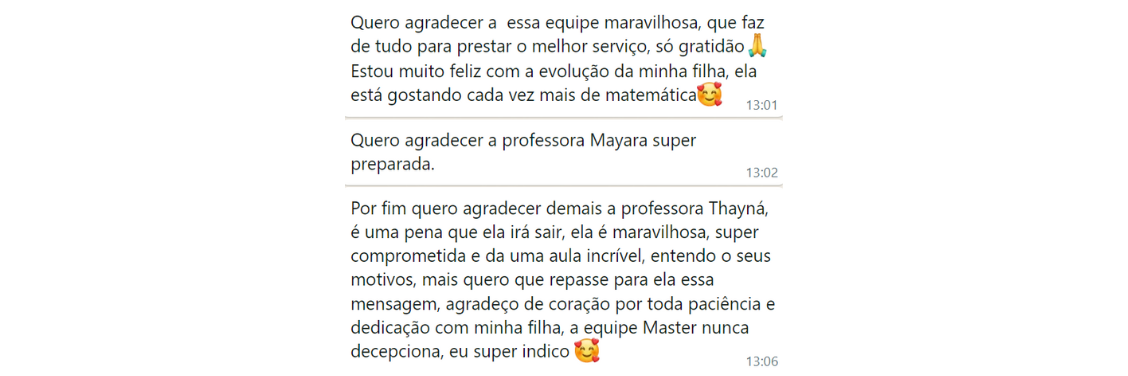 Quero agradecer a  essa equipe maravilhosa, que faz
de tudo para prestar o melhor serviço, só gratidão🙏
Estou muito feliz com a evolução da minha filha, ela
está gostando cada vez mais de matemática🥰
13:01
Quero agradecer a professora Mayara super
preparada.
13:02
Por fim quero agradecer demais a professora Thayná,
é uma pena que ela irá sair, ela é maravilhosa, super
comprometida e da uma aula incrível, entendo o seus
motivos, mais quero que repasse para ela essa
mensagem, agradeço de coração por toda paciência e
dedicação com minha filha, a equipe Master nunca
decepciona, eu super indico 🥰
13:06